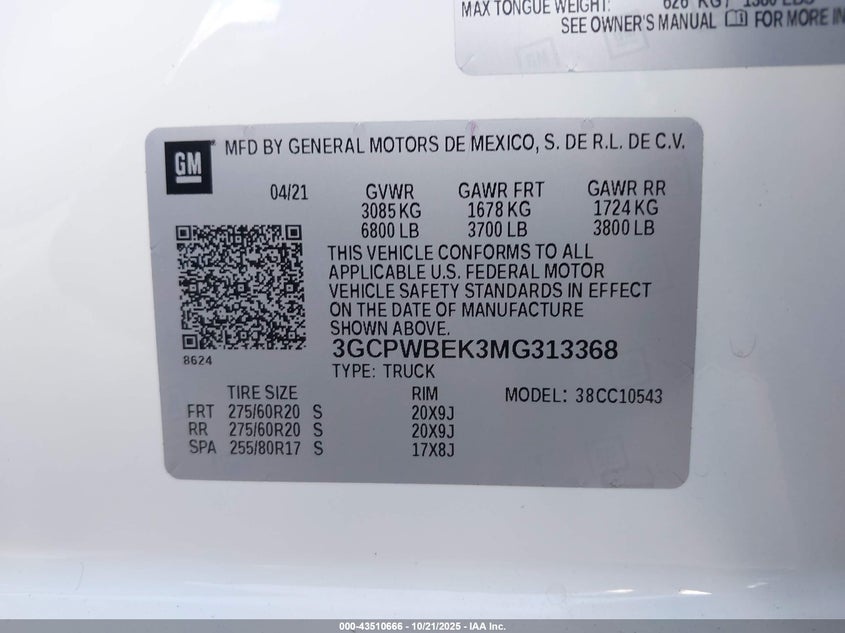 MAX TONGUE WEIGHT: 626 KG / 1380 LBS
SEE OWNER'S MANUAL FOR MORE IN
GM MFD BY GENERAL MOTORS DE MEXICO, S. DE R.L. DE C.V.
04/21 GVWR GAWR FRT GAWR RR
3085 KG 1678 KG 1724 KG
6800 LB 3700 LB 3800 LB
THIS VEHICLE CONFORMS TO ALL
APPLICABLE U.S. FEDERAL MOTOR
VEHICLE SAFETY STANDARDS IN EFFECT
ON THE DATE OF MANUFACTURE
SHOWN ABOVE.
8624
3GCPWBEK3MG313368
TYPE: TRUCK
TIRE SIZE RIM MODEL: 38CC10543
FRT 275/60R20 S 20X9J
RR 275/60R20 S 20X9J
SPA 255/80R17 S 17X8J
000-43510666 - 10/21/2025 - IAA Inc.